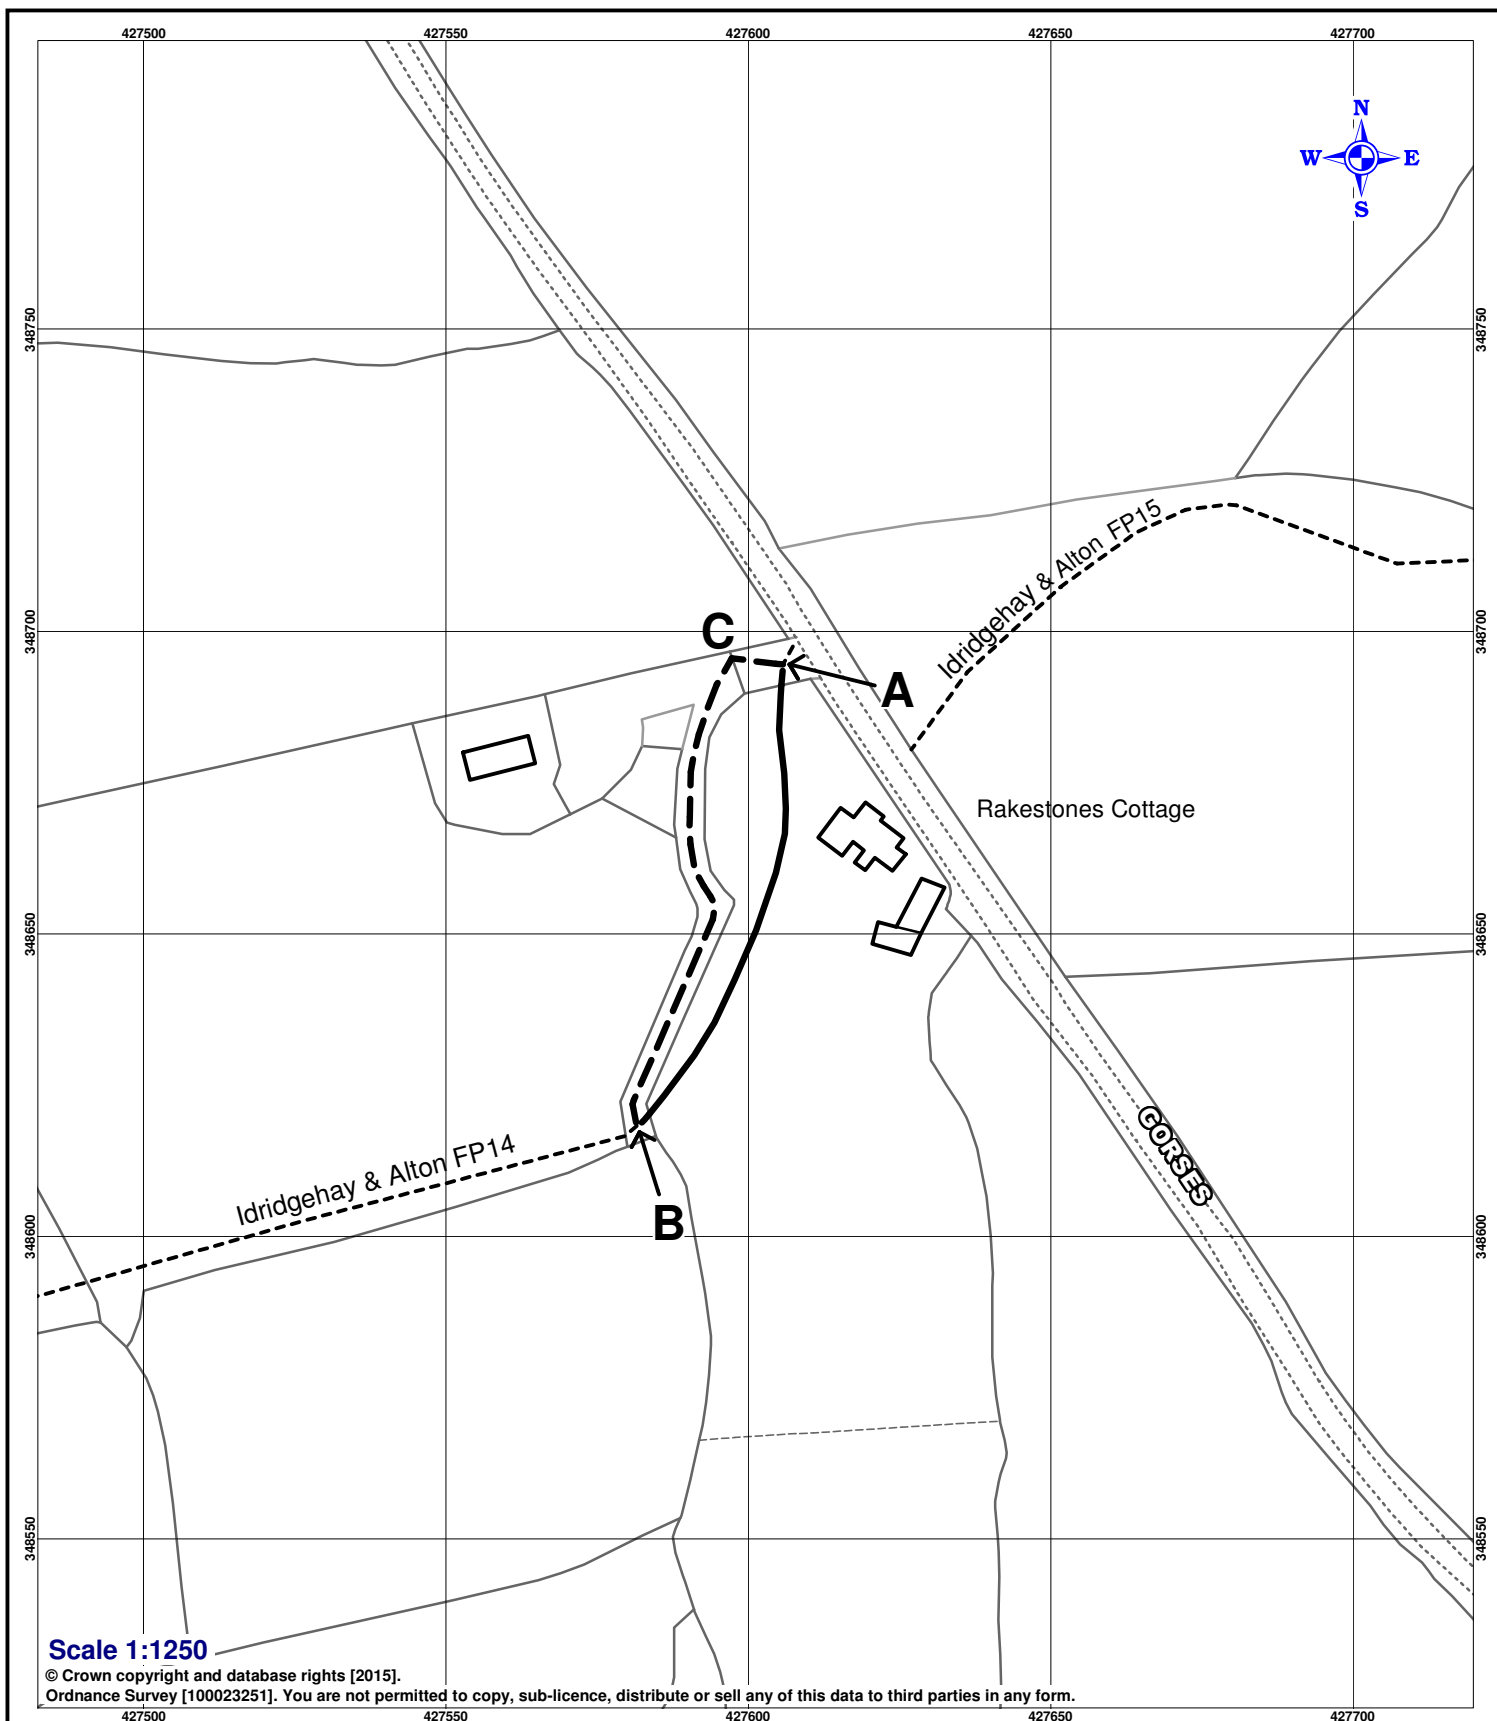 427500 427550 427600 427650 427700
N
W E
S
348750 348750
Idridgehay & Alton FP15
348700 348700
C
A
Rakestones Cottage
348650 348650
GORSES
Idridgehay & Alton FP14
B
348600 348600
348550 348550
Scale 1:1250
© Crown copyright and database rights [2015].
Ordnance Survey [100023251]. You are not permitted to copy, sub-licence, distribute or sell any of this data to third parties in any form.
427500 427550 427600 427650 427700